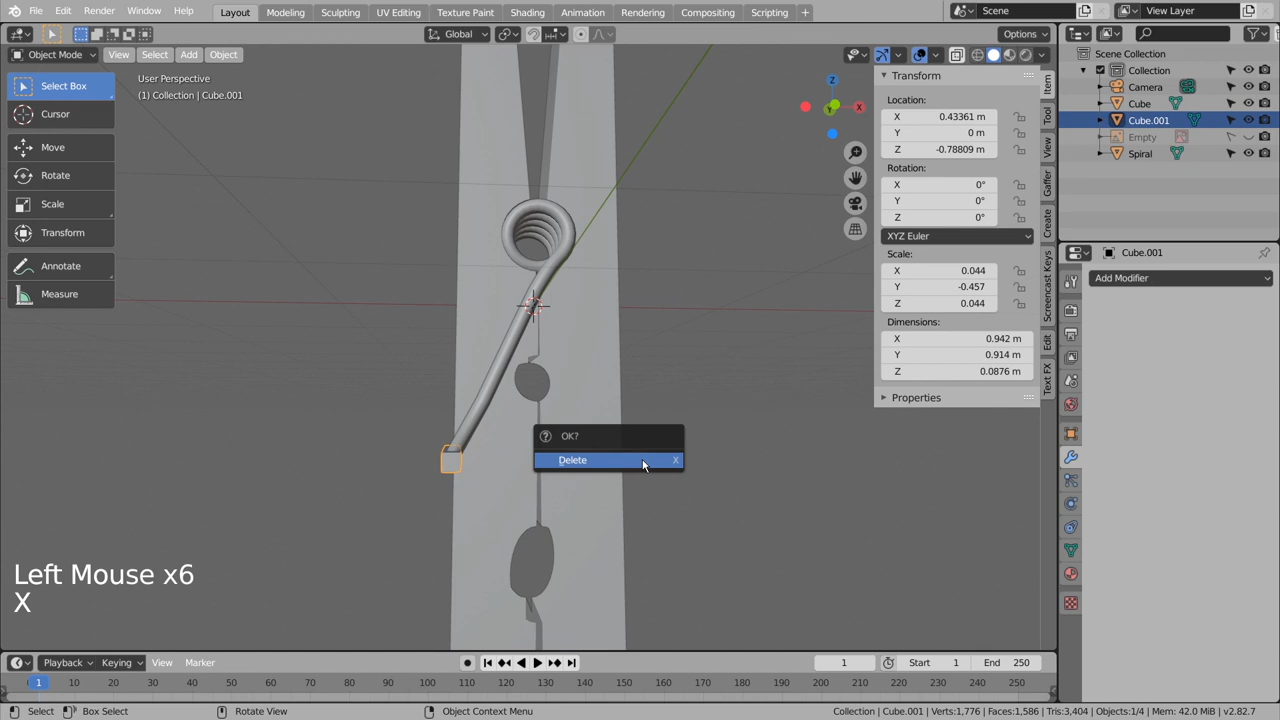 File Edit Render Window Help Layout Modeling Sculpting UV Editing Texture Paint Shading Animation Rendering Compositing Scripting + Scene View Layer
Global Options
Object Mode View Select Add Object
Select Box
Cursor
Move
Rotate
Scale
Transform
Annotate
Measure
User Perspective
(1) Collection | Cube.001
Z
X
Y
OK?
Delete X
Left Mouse x6
X
Transform
Location:
X 0.43361 m
Y 0 m
Z -0.78809 m
Rotation:
X 0°
Y 0°
Z 0°
XYZ Euler
Scale:
X 0.044
Y -0.457
Z 0.044
Dimensions:
X 0.942 m
Y 0.914 m
Z 0.0876 m
Properties
Item
Tool
View
Gaffer
Create
Screencast Keys
Edit
Text FX
Scene Collection
Collection
Camera
Cube
Cube.001
Empty
Spiral
Cube.001
Add Modifier
Playback Keying View Marker 1 Start 1 End 250
1 10 20 30 40 50 60 70 80 90 100 110 120 130 140 150 160 170 180 190 200 210 220 230 240 250
Select Box Select Rotate View Object Context Menu Collection | Cube.001 | Verts:1,776 | Faces:1,586 | Tris:3,404 | Objects:1/4 | Mem: 42.0 MiB | v2.82.7